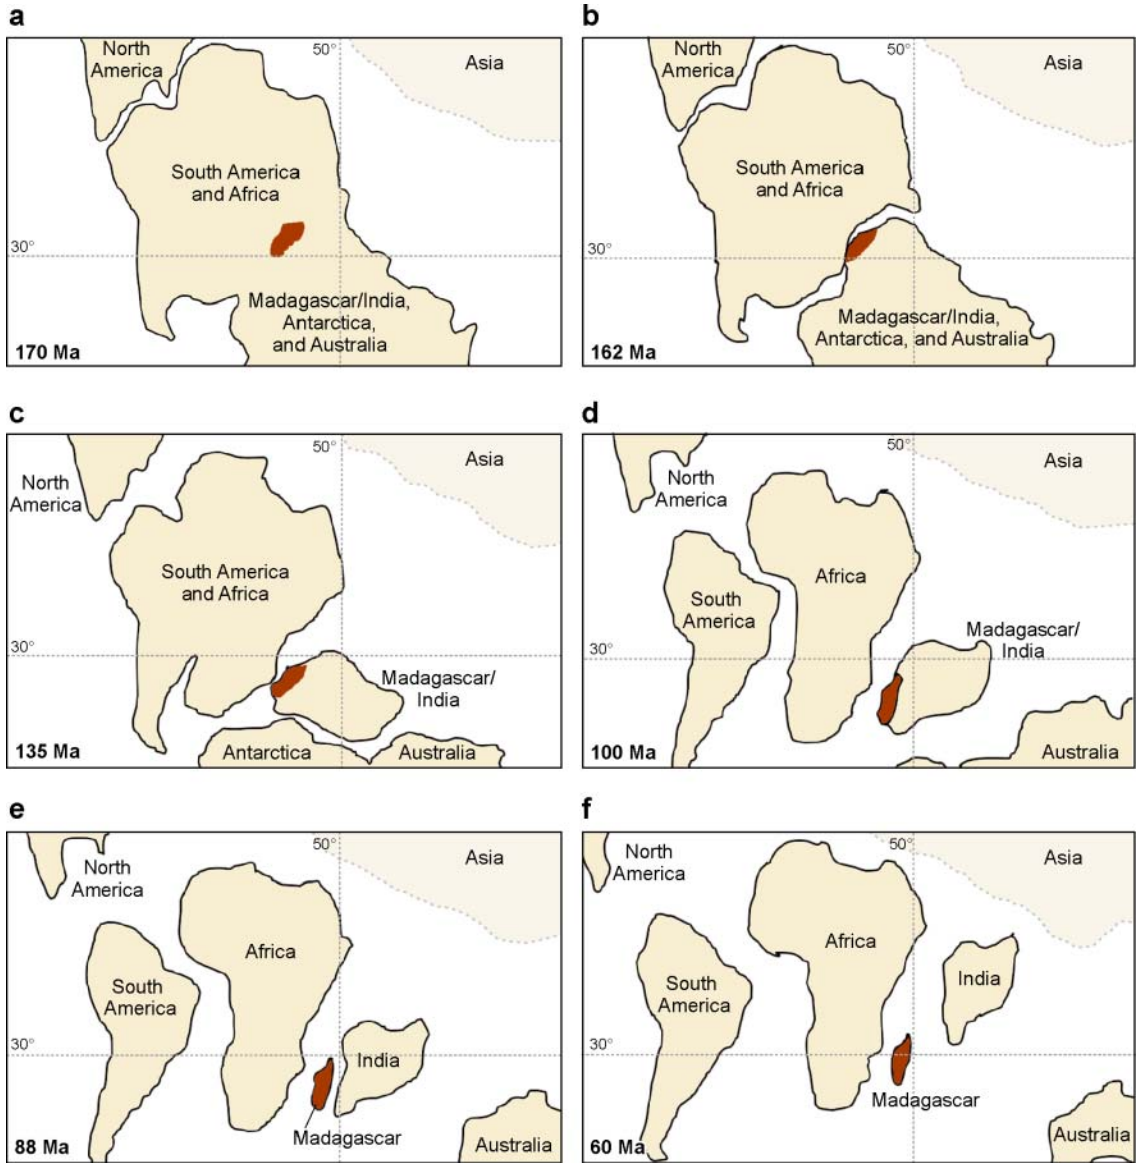 a
North
America
50°
Asia
South America
and Africa
30°
Madagascar/India,
Antarctica,
and Australia
170 Ma
b
North
America
50°
Asia
South America
and Africa
30°
Madagascar/India,
Antarctica, and Australia
162 Ma
c
50°
Asia
North
America
South America
and Africa
30°
Madagascar/
India
135 Ma
Antarctica
Australia
d
50°
Asia
North
America
Africa
South
America
Madagascar/
India
30°
100 Ma
Australia
e
50°
Asia
North
America
Africa
South
America
30°
India
Madagascar
88 Ma
Australia
f
50°
North
America
Asia
Africa
South
America
India
30°
Madagascar
60 Ma
Australia